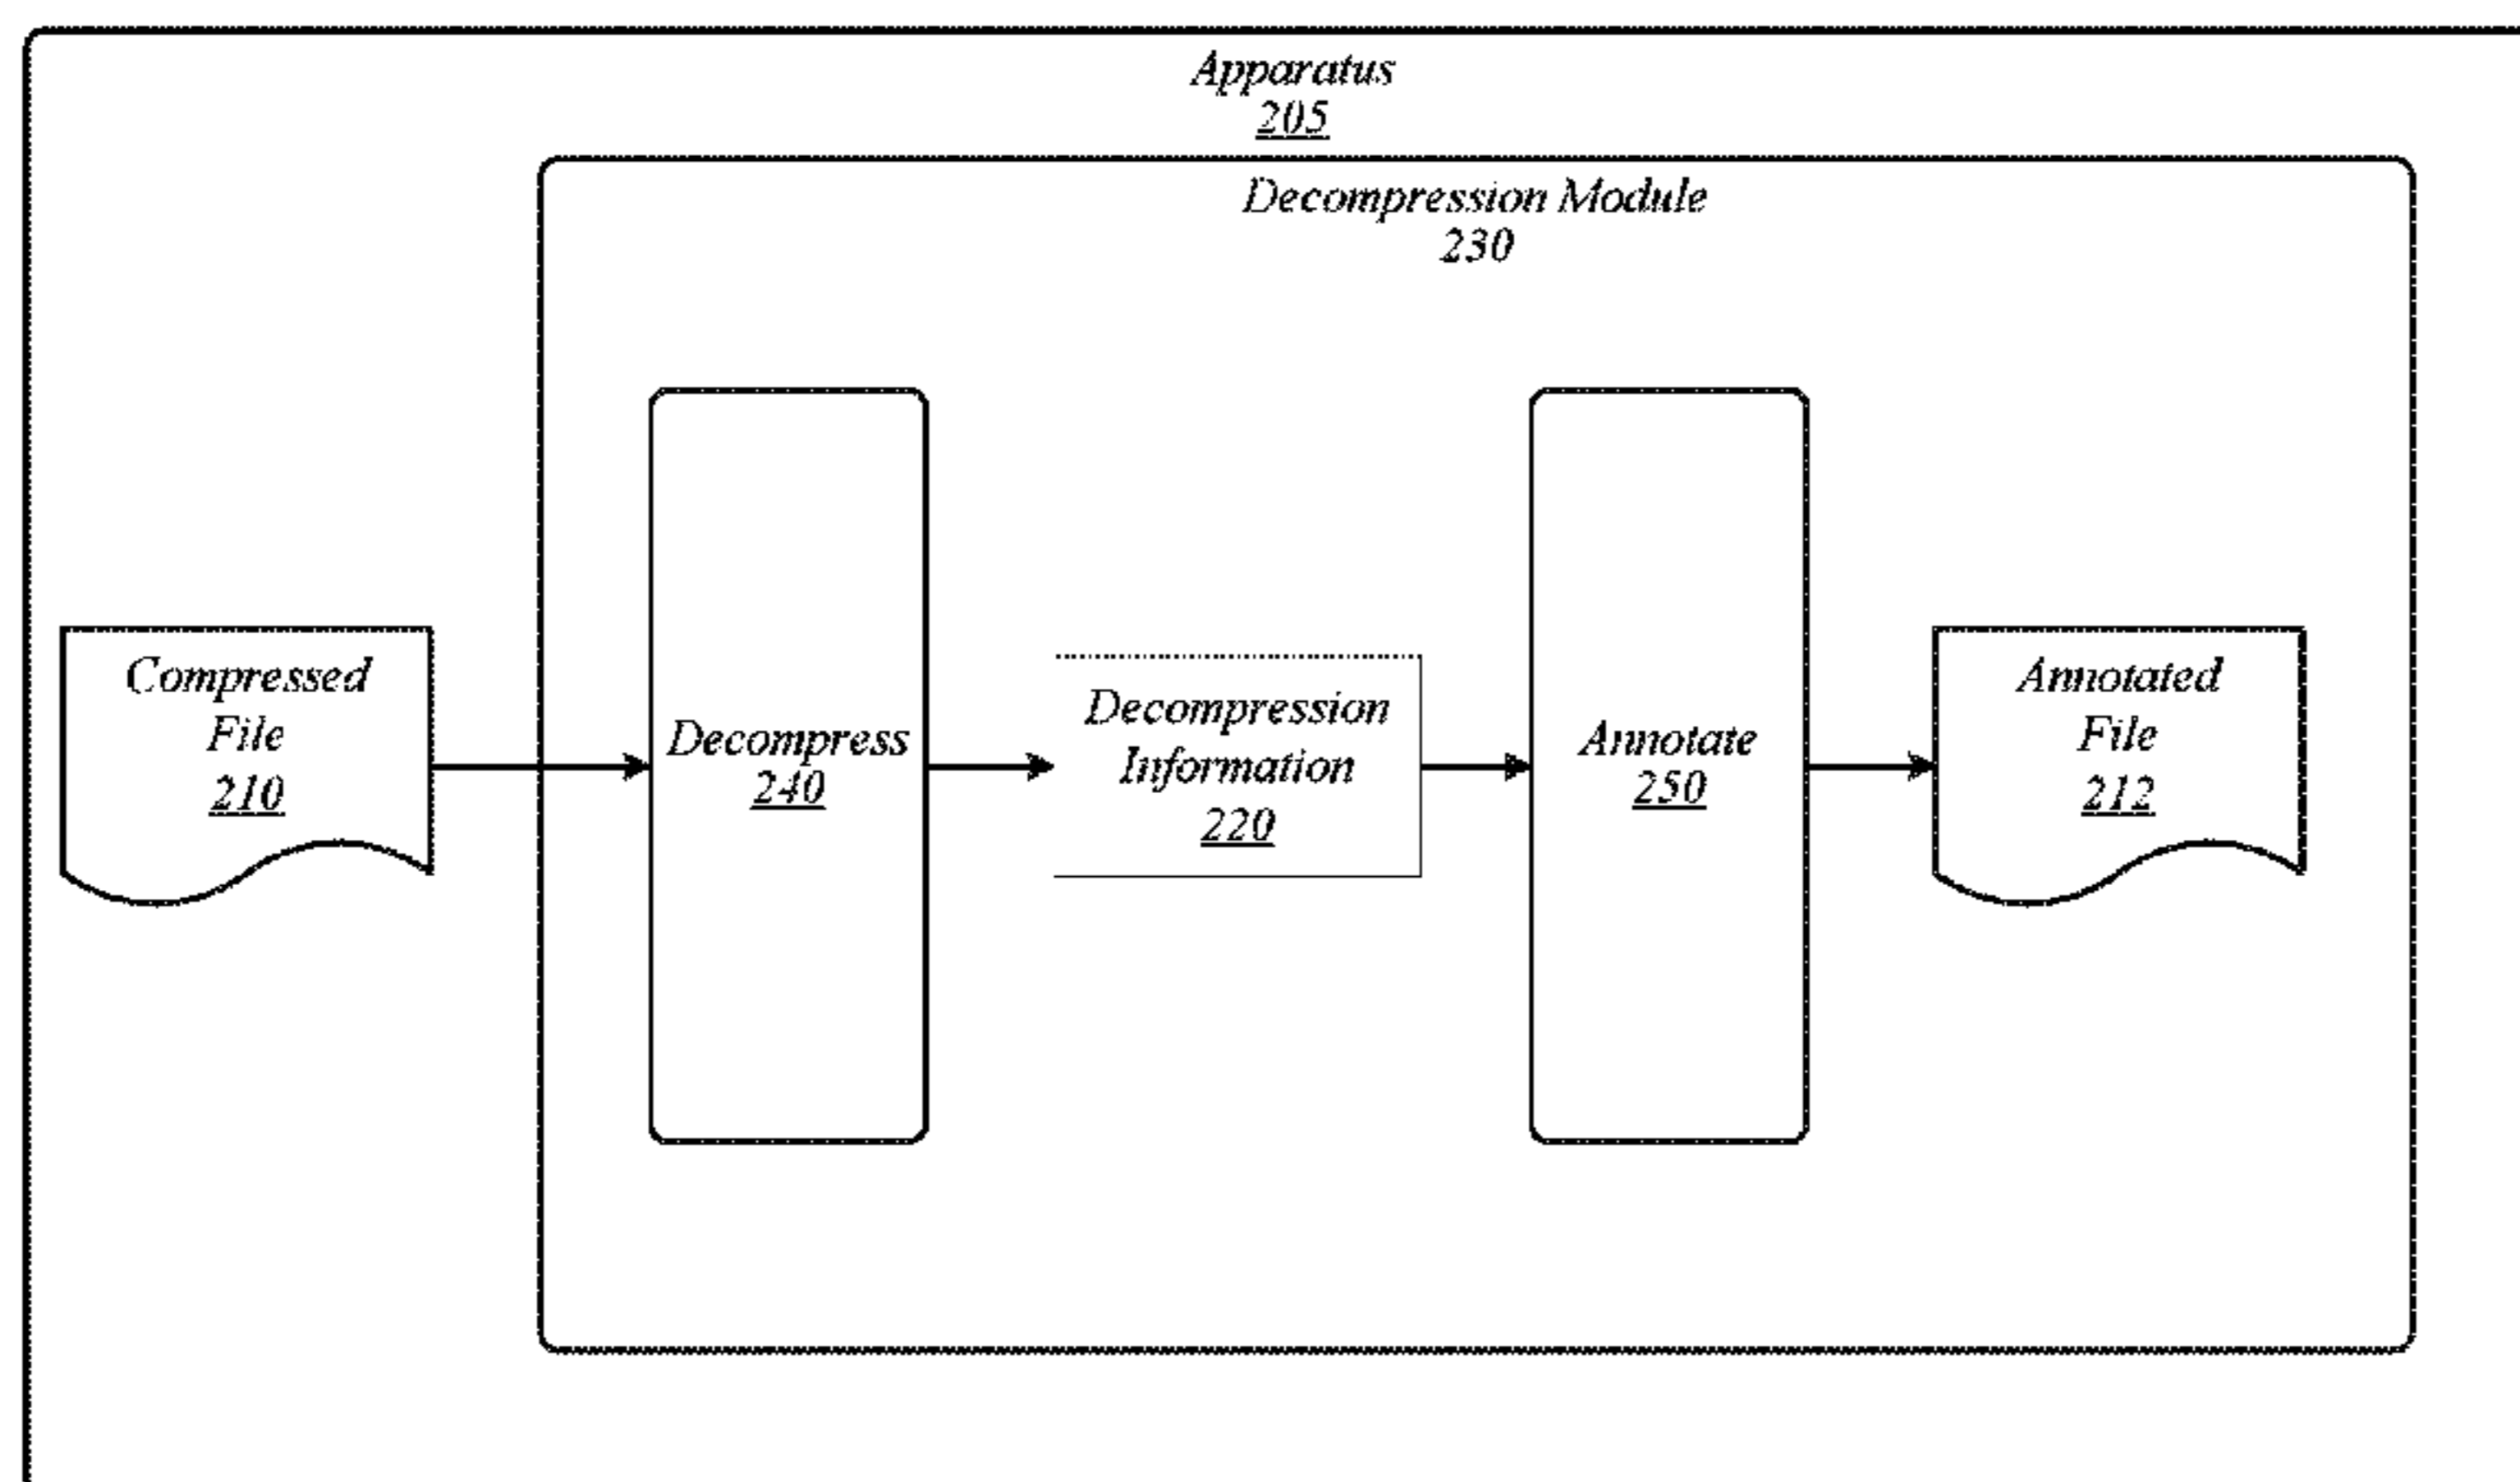 Apparatus
205
Decompression Module
230
Compressed
File
210
Decompress
240
Decompression
Information
220
Annotate
250
Annotated
File
212